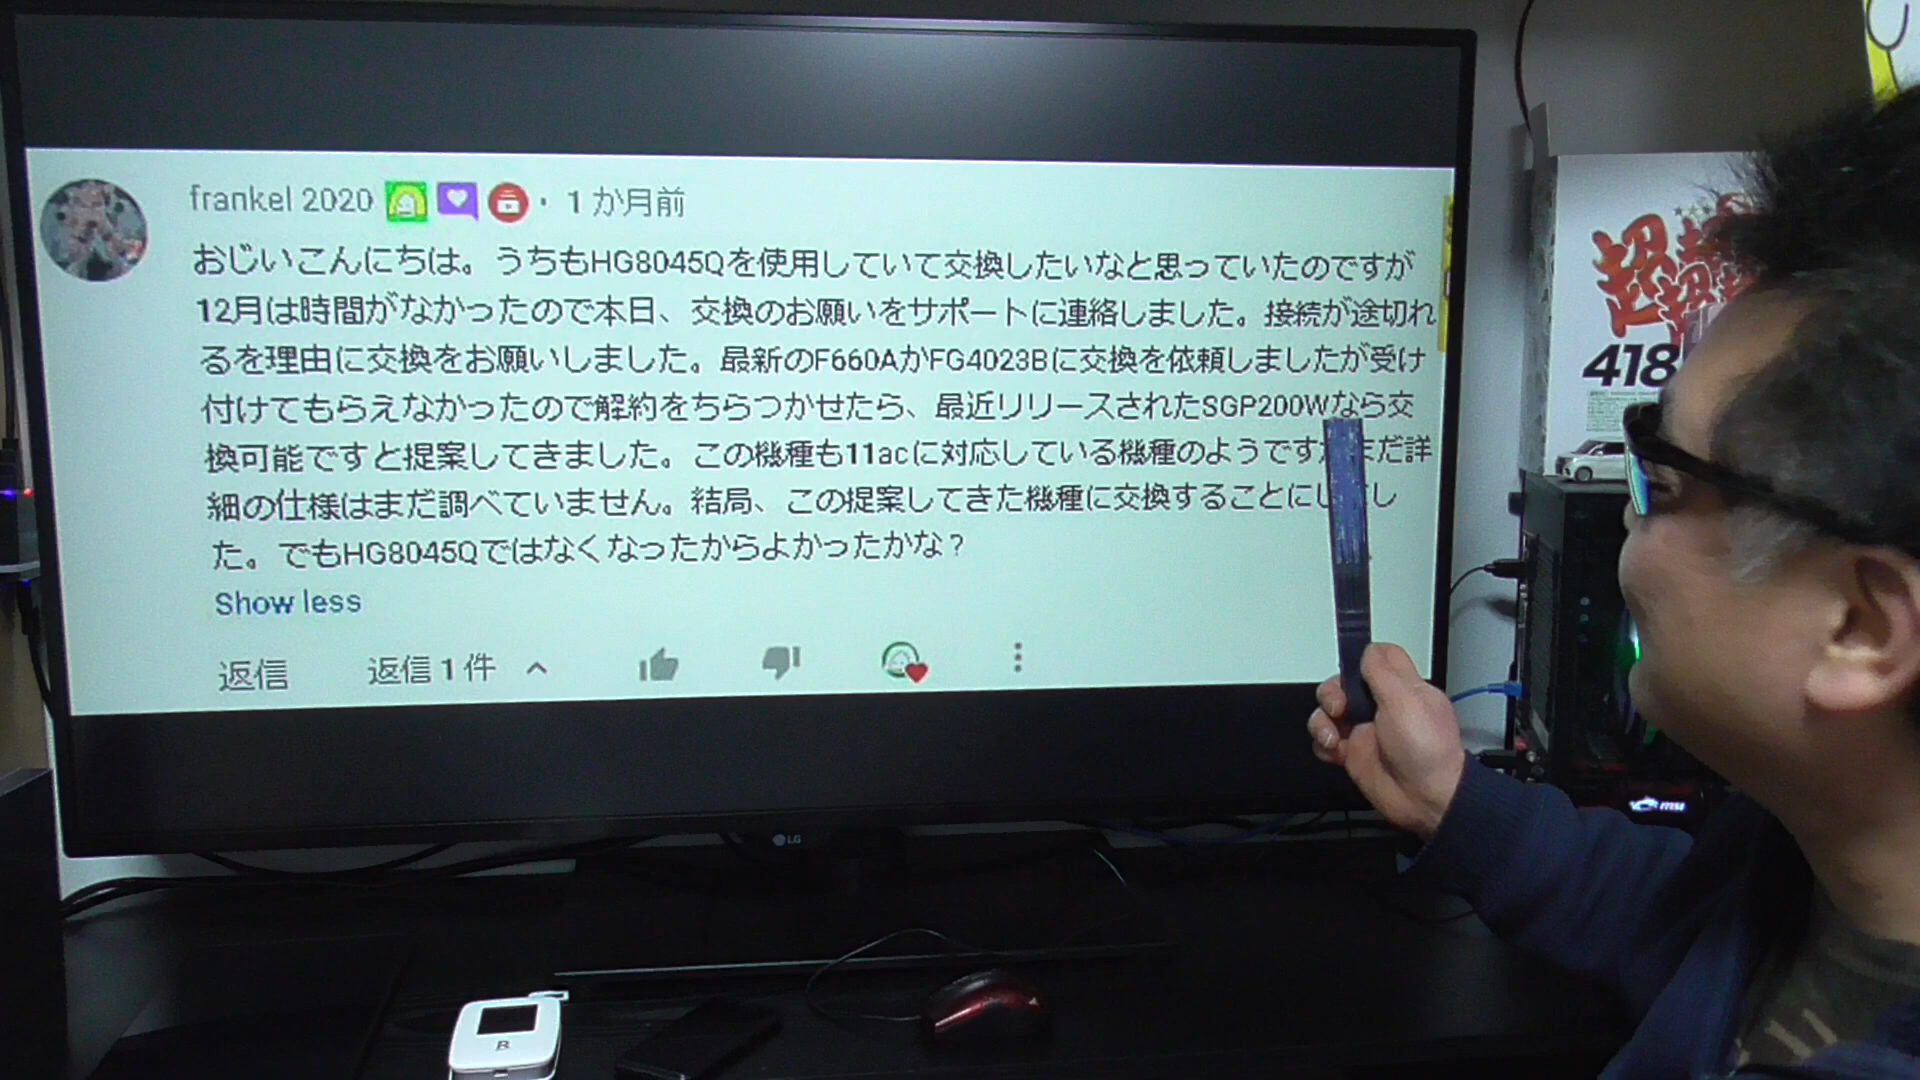 frankel 2020 · 1 か月前
おじいこんにちは。うちもHG8045Qを使用していて交換したいなと思っていたのですが
12月は時間がなかったので本日、交換のお願いをサポートに連絡しました。接続が途切れ
るを理由に交換をお願いしました。最新のF660AかFG4023Bに交換を依頼しましたが受け
付けてもらえなかったので解約をちらつかせたら、最近リリースされたSGP200Wなら交
換可能ですと提案してきました。この機種も11acに対応している機種のようです まだ詳
細の仕様はまだ調べていません。結局、この提案してきた機種に交換することにし し
た。でもHG8045Qではなくなったからよかったかな？
Show less
返信 返信 1 件
LG
超
418
msi